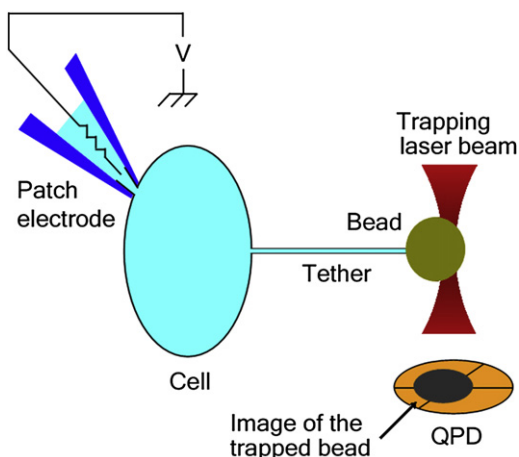 V
Patch
electrode
Trapping
laser beam
Bead
Tether
Cell
Image of the
trapped bead
QPD